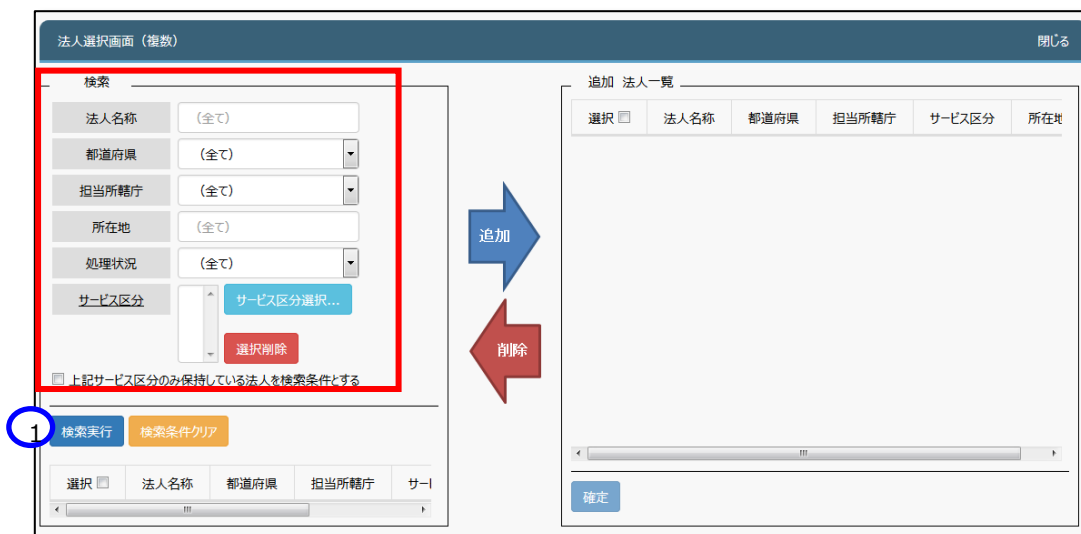 法人選択画面（複数） 閉じる
検索
法人名称 （全て）
都道府県 （全て）
担当所轄庁 （全て）
所在地 （全て）
処理状況 （全て）
サービス区分 サービス区分選択...
選択削除
上記サービス区分のみ保持している法人を検索条件とする
1 検索実行 検索条件クリア
選択 法人名称 都道府県 担当所轄庁 サー
追加
削除
追加 法人一覧
選択 法人名称 都道府県 担当所轄庁 サービス区分 所在地
確定